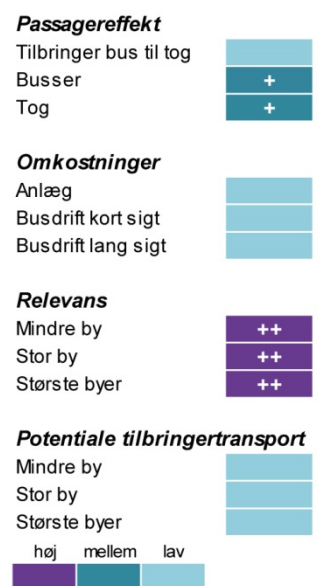 Passagereffekt
Tilbringer bus til tog
Busser +
Tog +
Omkostninger
Anlæg
Busdrift kort sigt
Busdrift lang sigt
Relevans
Mindre by ++
Stor by ++
Større byer ++
Potentiale tilbringertransport
Mindre by
Stor by
Største byer
høj mellem lav